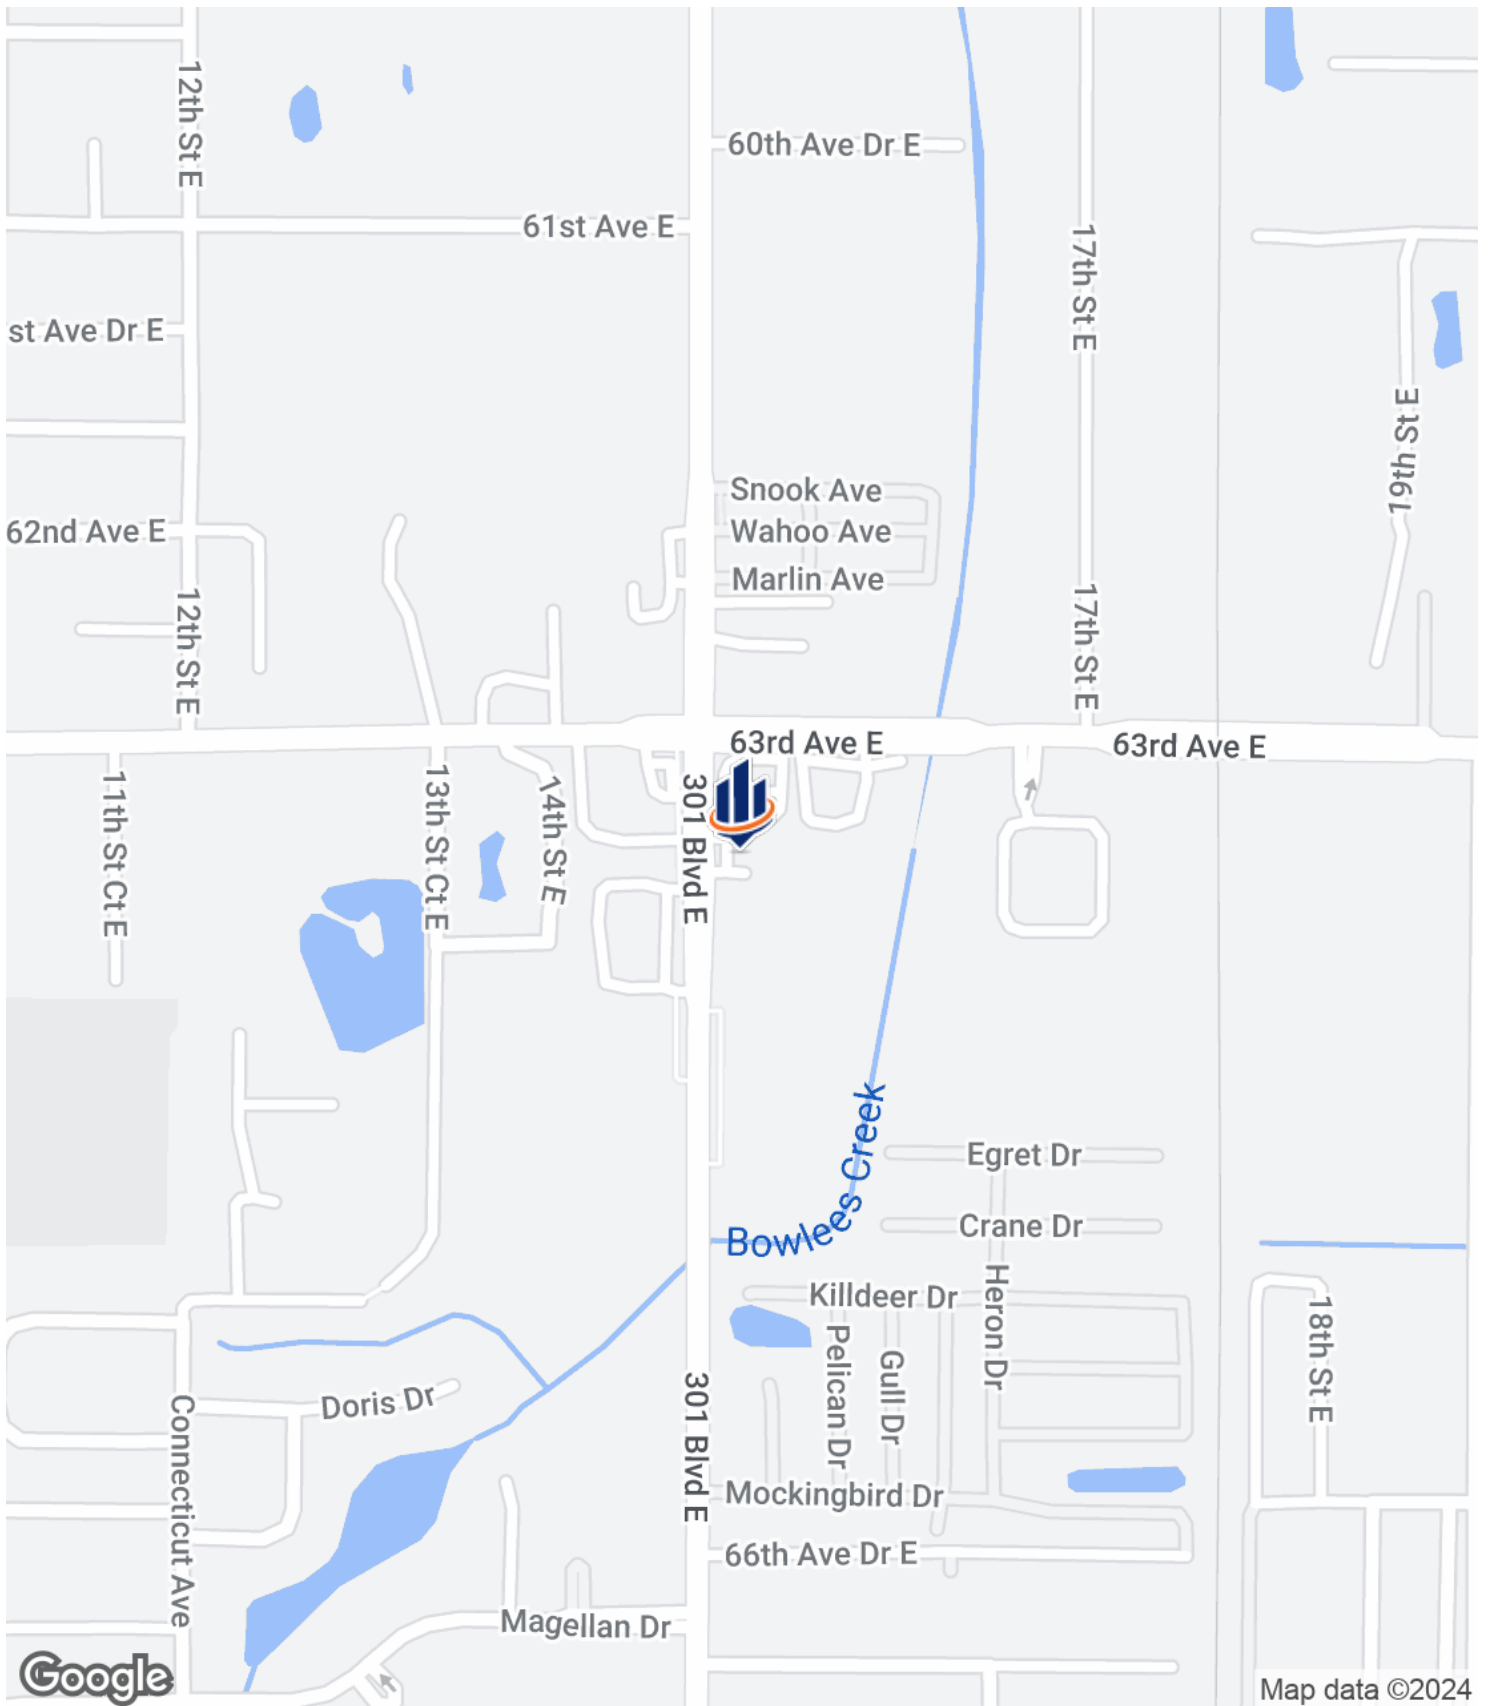 12th St E
60th Ave Dr E
61st Ave E
17th St E
st Ave Dr E
19th St E
Snook Ave
62nd Ave E
Wahoo Ave
Marlin Ave
12th St E
17th St E
63rd Ave E
63rd Ave E
11th St Ct E
13th St Ct E
14th St E
301 Blvd E
Bowlees Creek
Egret Dr
Crane Dr
Killdeer Dr
Heron Dr
Pelican Dr
Gull Dr
18th St E
Doris Dr
Connecticut Ave
301 Blvd E
Mockingbird Dr
66th Ave Dr E
Magellan Dr
Google
Map data ©2024